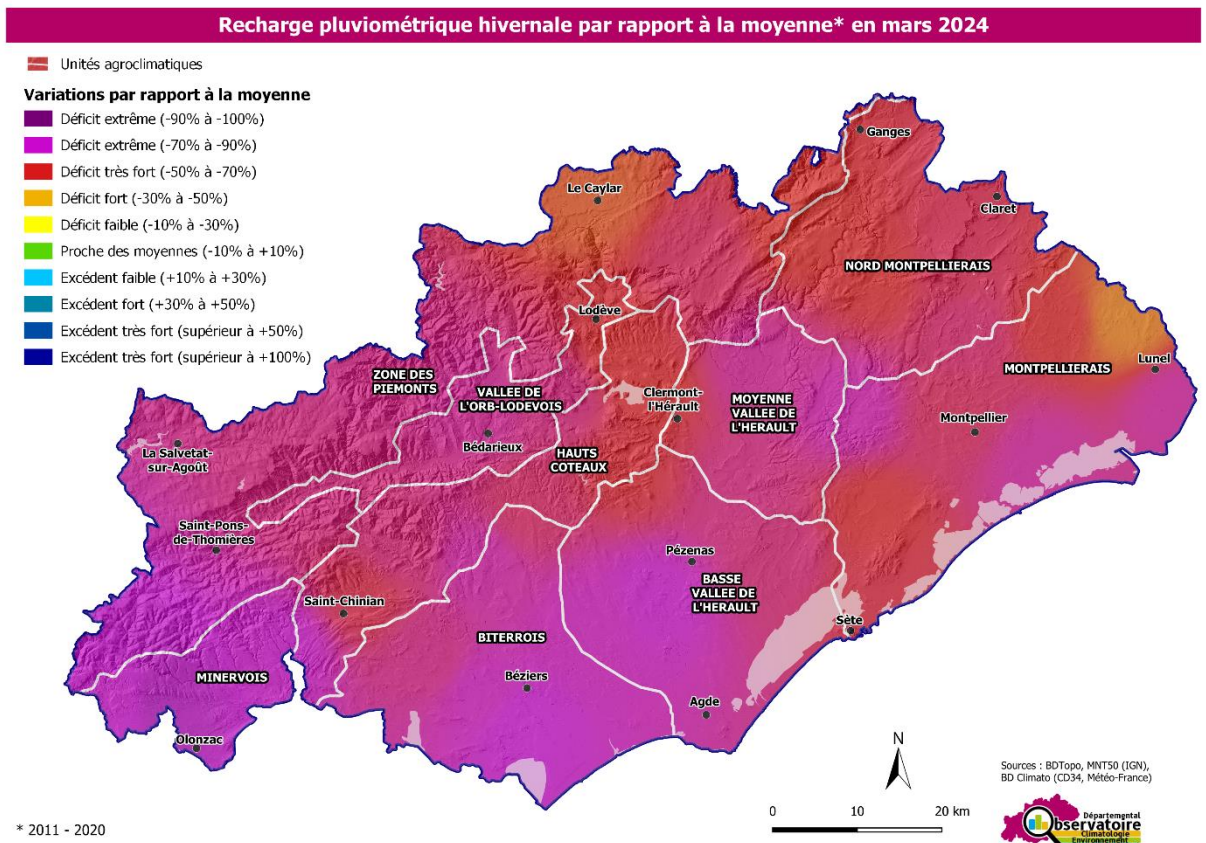 Recharge pluviométrique hivernale par rapport à la moyenne* en mars 2024
Unités agroclimatiques
Variations par rapport à la moyenne
Déficit extrême (-90% à -100%)
Déficit extrême (-70% à -90%)
Déficit très fort (-50% à -70%)
Déficit fort (-30% à -50%)
Déficit faible (-10% à -30%)
Proche des moyennes (-10% à +10%)
Excédent faible (+10% à +30%)
Excédent fort (+30% à +50%)
Excédent très fort (supérieur à +50%)
Excédent très fort (supérieur à +100%)
Ganges
Le Caylar
Claret
NORD MONTPELLIERAIS
Lodève
Lunel
MONTPELLIERAIS
ZONE DES
PIEMONTS
VALLEE DE
L'ORB-LODEVOIS
Clermont-
l'Hérault
MOYENNE
VALLEE DE
L'HERAULT
Montpellier
La Salvetat-
sur-Agoût
Bédarieux
HAUTS
COTEAUX
Saint-Pons-
de-Thomières
Pézenas
BASSE
VALLEE DE
L'HERAULT
Saint-Chinian
Sète
BITERROIS
MINERVOIS
Béziers
Agde
Olonzac
N
Sources : BDTopo, MNT50 (IGN),
BD Climato (CD34, Météo-France)
0 10 20 km
Départemental
Observatoire
Climatologie
Environnement
* 2011 - 2020